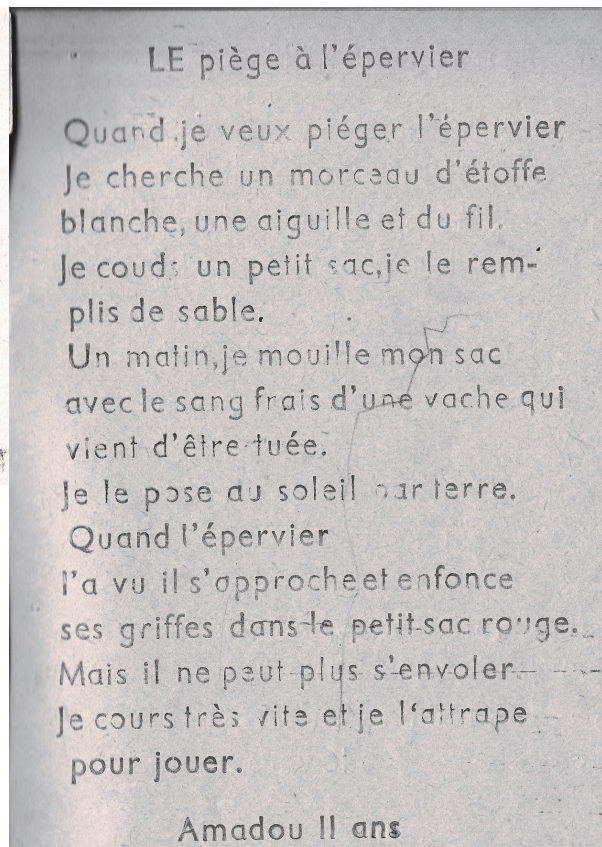 LE piège à l'épervier
Quand je veux piéger l'épervier
Je cherche un morceau d'étoffe
blanche, une aiguille et du fil.
Je couds un petit sac, je le rem-
plis de sable.
Un matin, je mouille mon sac
avec le sang frais d'une vache qui
vient d'être tuée.
Je le pose au soleil par terre.
Quand l'épervier
l'a vu il s'approche et enfonce
ses griffes dans le petit sac rouge.
Mais il ne peut plus s'envoler
Je cours très vite et je l'attrape
pour jouer.
Amadou 11 ans